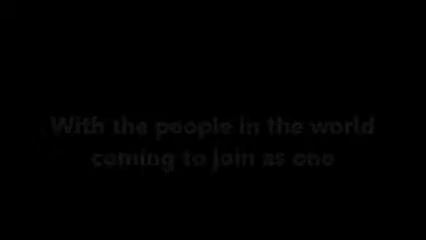 With the people in the world
coming to join as one